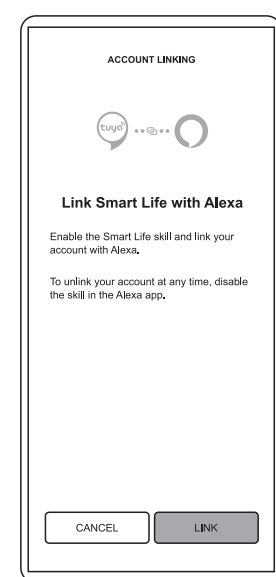 ACCOUNT LINKING
tuya
Link Smart Life with Alexa
Enable the Smart Life skill and link your
account with Alexa.
To unlink your account at any time, disable
the skill in the Alexa app.
CANCEL LINK